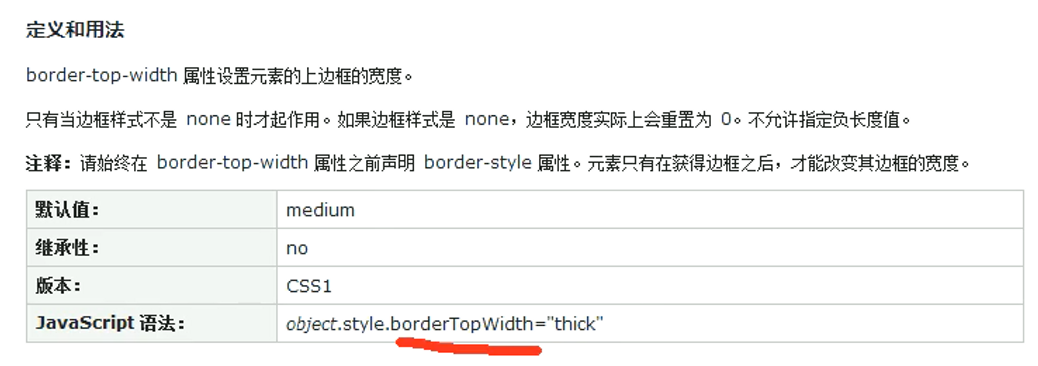 定义和用法
border-top-width 属性设置元素的上边框的宽度。
只有当边框样式不是 none 时才起作用。如果边框样式是 none，边框宽度实际上会重置为 0。不允许指定负长度值。
注释：请始终在 border-top-width 属性之前声明 border-style 属性。元素只有在获得边框之后，才能改变其边框的宽度。
默认值： medium
继承性： no
版本： CSS1
JavaScript 语法： object.style.borderTopWidth="thick"